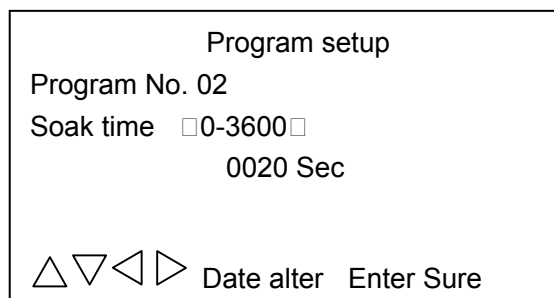 Program setup
Program No. 02
Soak time □0-3600□
0020 Sec
△▽◁▷ Date alter Enter Sure